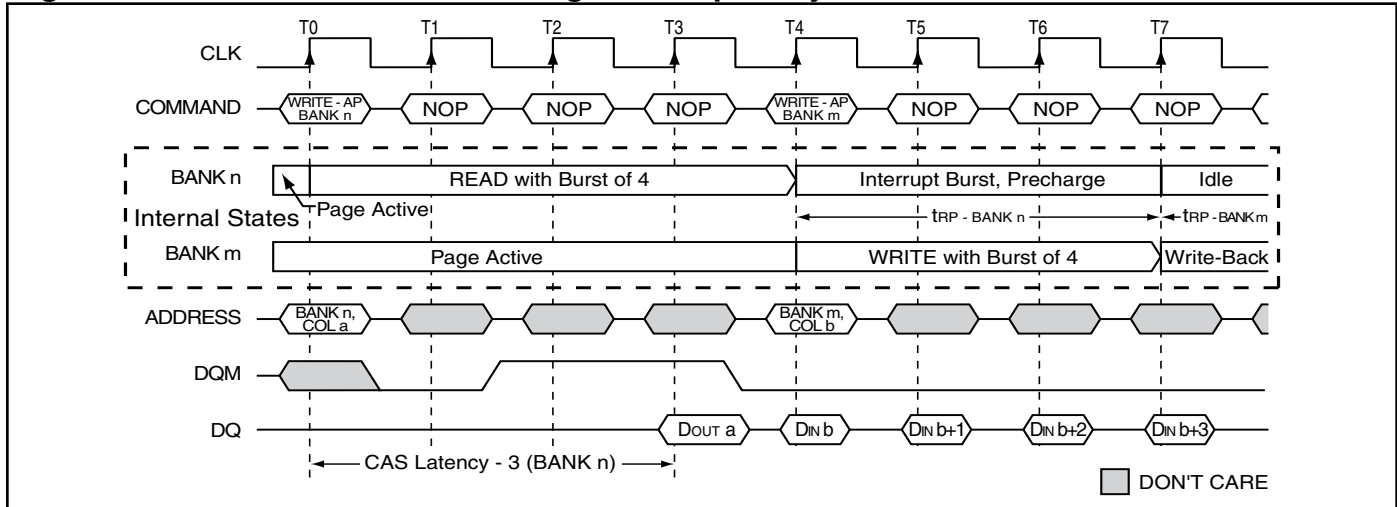 T0 T1 T2 T3 T4 T5 T6 T7
CLK
COMMAND WRITE - AP BANK n NOP NOP NOP WRITE - AP BANK m NOP NOP NOP
BANK n READ with Burst of 4 Interrupt Burst, Precharge Idle
Internal States Page Active tRP - BANK n tRP - BANK m
BANK m Page Active WRITE with Burst of 4 Write-Back
ADDRESS BANK n, COL a BANK m, COL b
DQM
DQ DOUT a DIN b DIN b+1 DIN b+2 DIN b+3
CAS Latency - 3 (BANK n)
DON'T CARE